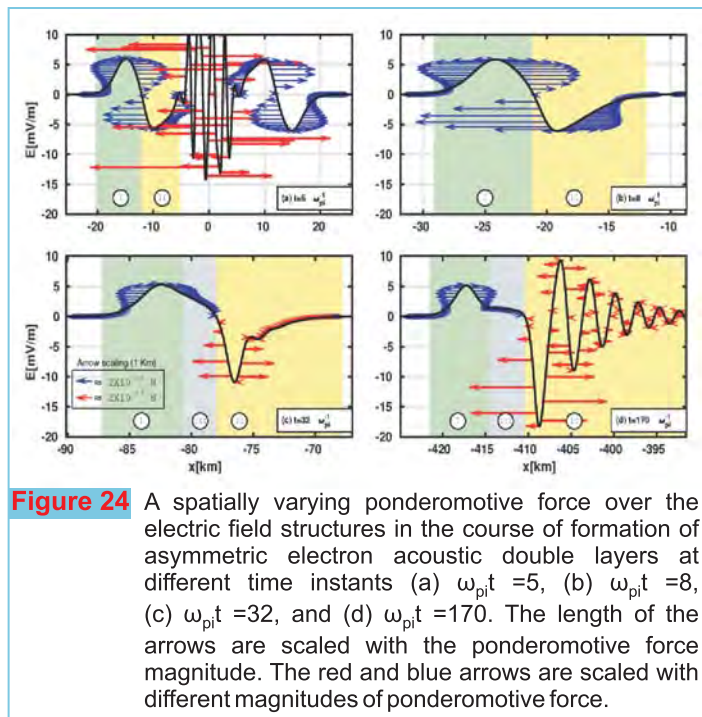 10
5
0
-5
-10
-15
-20
E[mV/m]
-20 -10 0 10 20
(a) t=5 ω_pi^-1
10
5
0
-5
-10
-15
-20
-30 -25 -20 -15 -10
(b) t=8 ω_pi^-1
10
5
0
-5
-10
-15
-20
E[mV/m]
Arrow scaling (1 Km)
(c) t=32 ω_pi^-1
-90 -85 -80 -75 -70
x[km]
10
5
0
-5
-10
-15
-20
(d) t=170 ω_pi^-1
-420 -415 -410 -405 -400 -395
x[km]
Figure 24 A spatially varying ponderomotive force over the
electric field structures in the course of formation of
asymmetric electron acoustic double layers at
different time instants (a) ω_pi t =5, (b) ω_pi t =8,
(c) ω_pi t =32, and (d) ω_pi t =170. The length of the
arrows are scaled with the ponderomotive force
magnitude. The red and blue arrows are scaled with
different magnitudes of ponderomotive force.